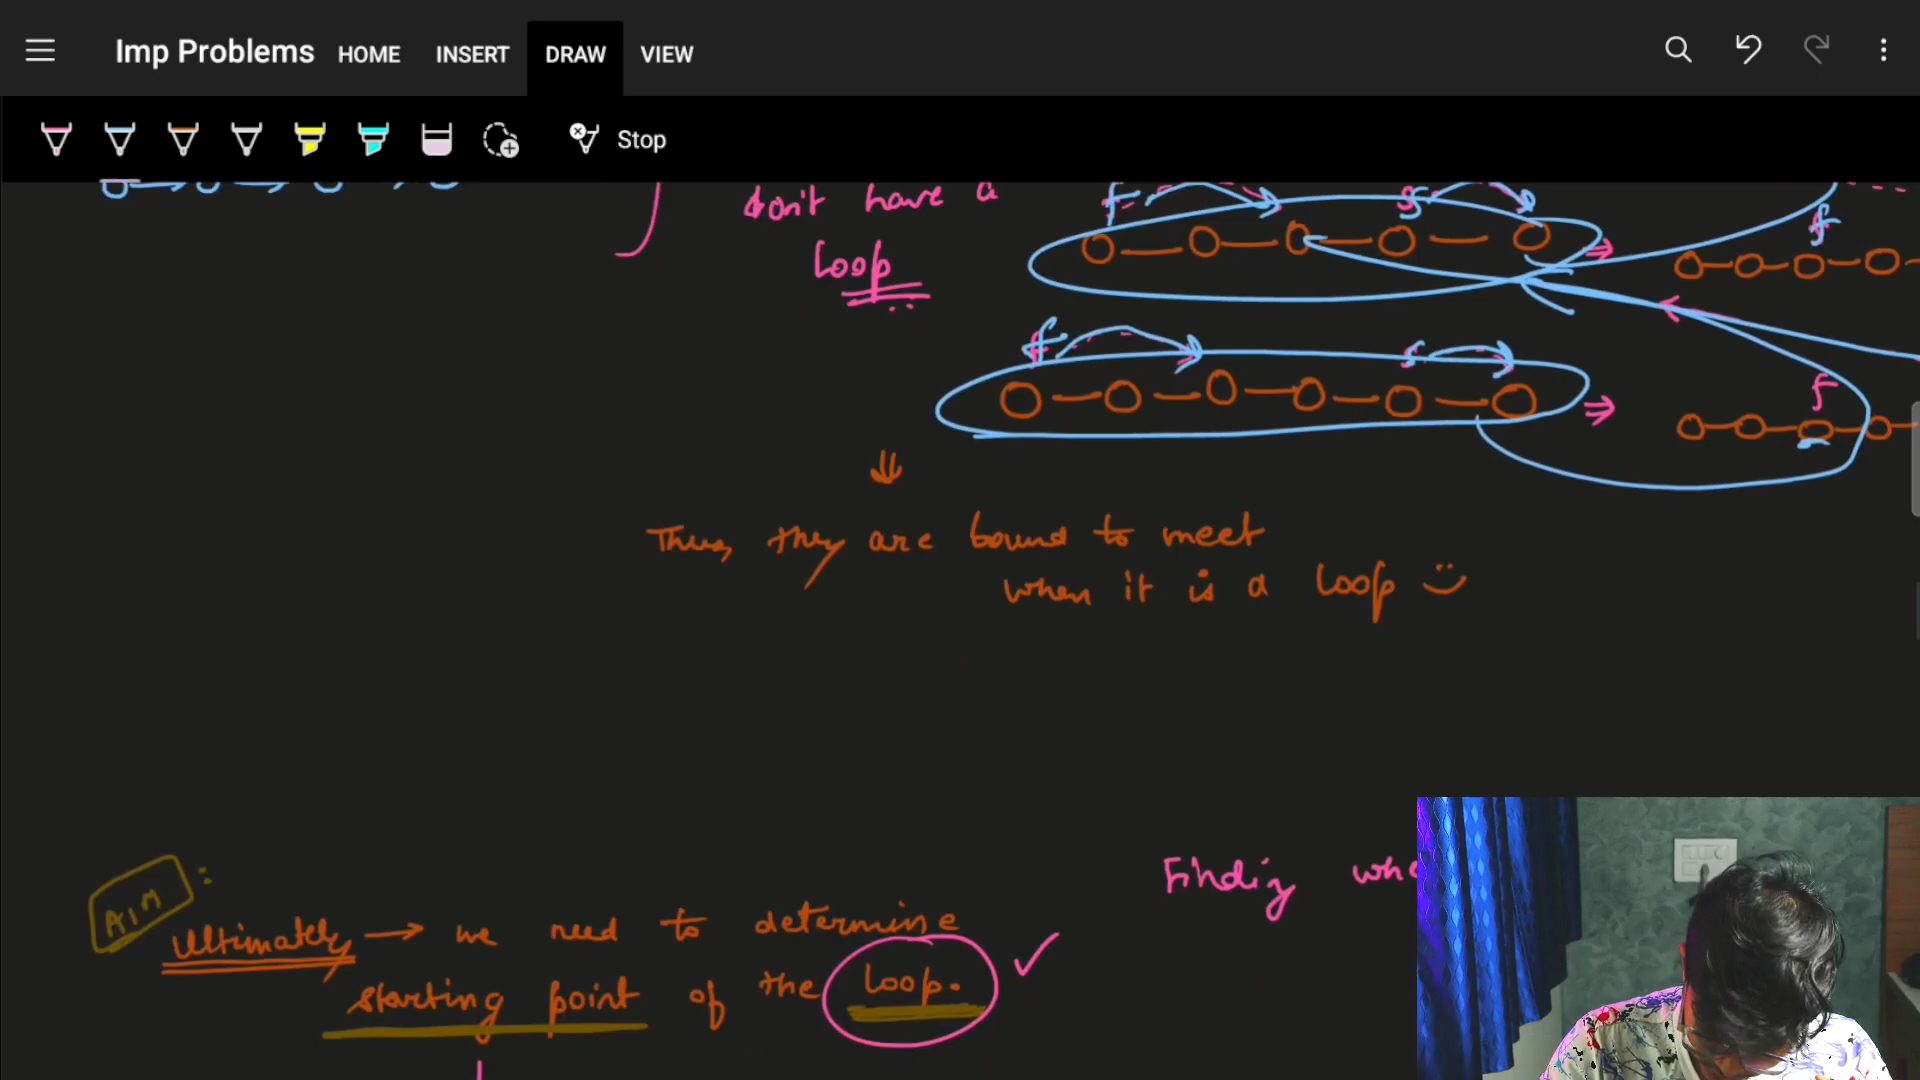 Imp Problems HOME INSERT DRAW VIEW
Stop
don't have a
loop
f s
f
f s
f
Thus, they are bound to meet
when it is a loop
AIM :
Finding
Ultimately → we need to determine
starting point of the loop.